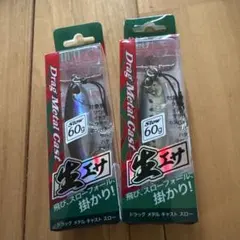 Drag Metal Cast
Slow
60g
生エサ
飛び、スローフォール、
掛かり!
ドラッグ メタル キャスト スロー
Drag Metal Cast
Slow
60g
生エサ
飛び、スローフォール、
掛かり!
ドラッグ メタル キャスト スロー